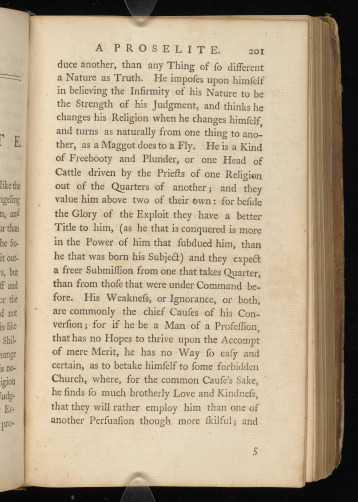 A PROSELITE. 201
duce another, than any Thing of ſo different
a Nature as Truth. He impoſes upon himſelf
in believing the Infirmity of his Nature to be
the Strength of his Judgment, and thinks he
changes his Religion when he changes himſelf,
and turns as naturally from one thing to ano-
ther, as a Maggot does to a Fly. He is a Kind
of Freebooty and Plunder, or one Head of
Cattle driven by the Prieſts of one Religion
out of the Quarters of another; and they
value him above two of their own: for beſide
the Glory of the Exploit they have a better
Title to him, (as he that is conquered is more
in the Power of him that ſubdued him, than
he that was born his Subject) and they expect
a freer Submiſſion from one that takes Quarter,
than from thoſe that were under Command be-
fore. His Weakneſs, or Ignorance, or both,
are commonly the chief Cauſes of his Con-
verſion; for if he be a Man of a Profeſſion,
that has no Hopes to thrive upon the Accompt
of mere Merit, he has no Way ſo eaſy and
certain, as to betake himſelf to ſome forbidden
Church, where, for the common Cauſe's Sake,
he finds ſo much brotherly Love and Kindneſs,
that they will rather employ him than one of
another Perſuaſion though more ſkilful; and
S